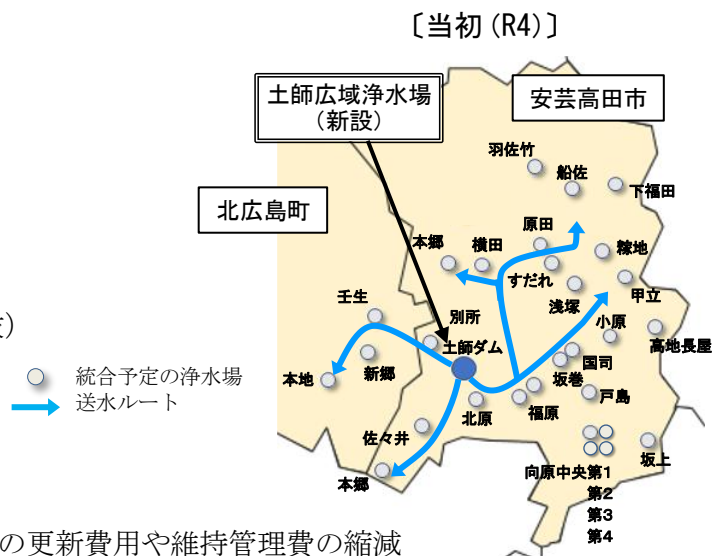 〔当初(R4)〕
土師広域浄水場
(新設)
安芸高田市
北広島町
羽佐竹
船佐
下福田
原田
本郷
横田
粽地
すだれ
甲立
浅塚
壬生
別所
小原
土師ダム
高地長屋
国司
坂巻
新郷
本地
統合予定の浄水場
送水ルート
戸島
北原
福原
佐々井
坂上
本郷
向原中央第1
第2
第3
第4
の更新費用や維持管理費の縮減